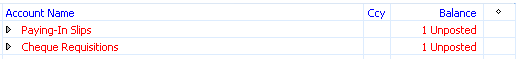 Account Name Ccy Balance
Paying-In Slips 1 Unposted
Cheque Requisitions 1 Unposted